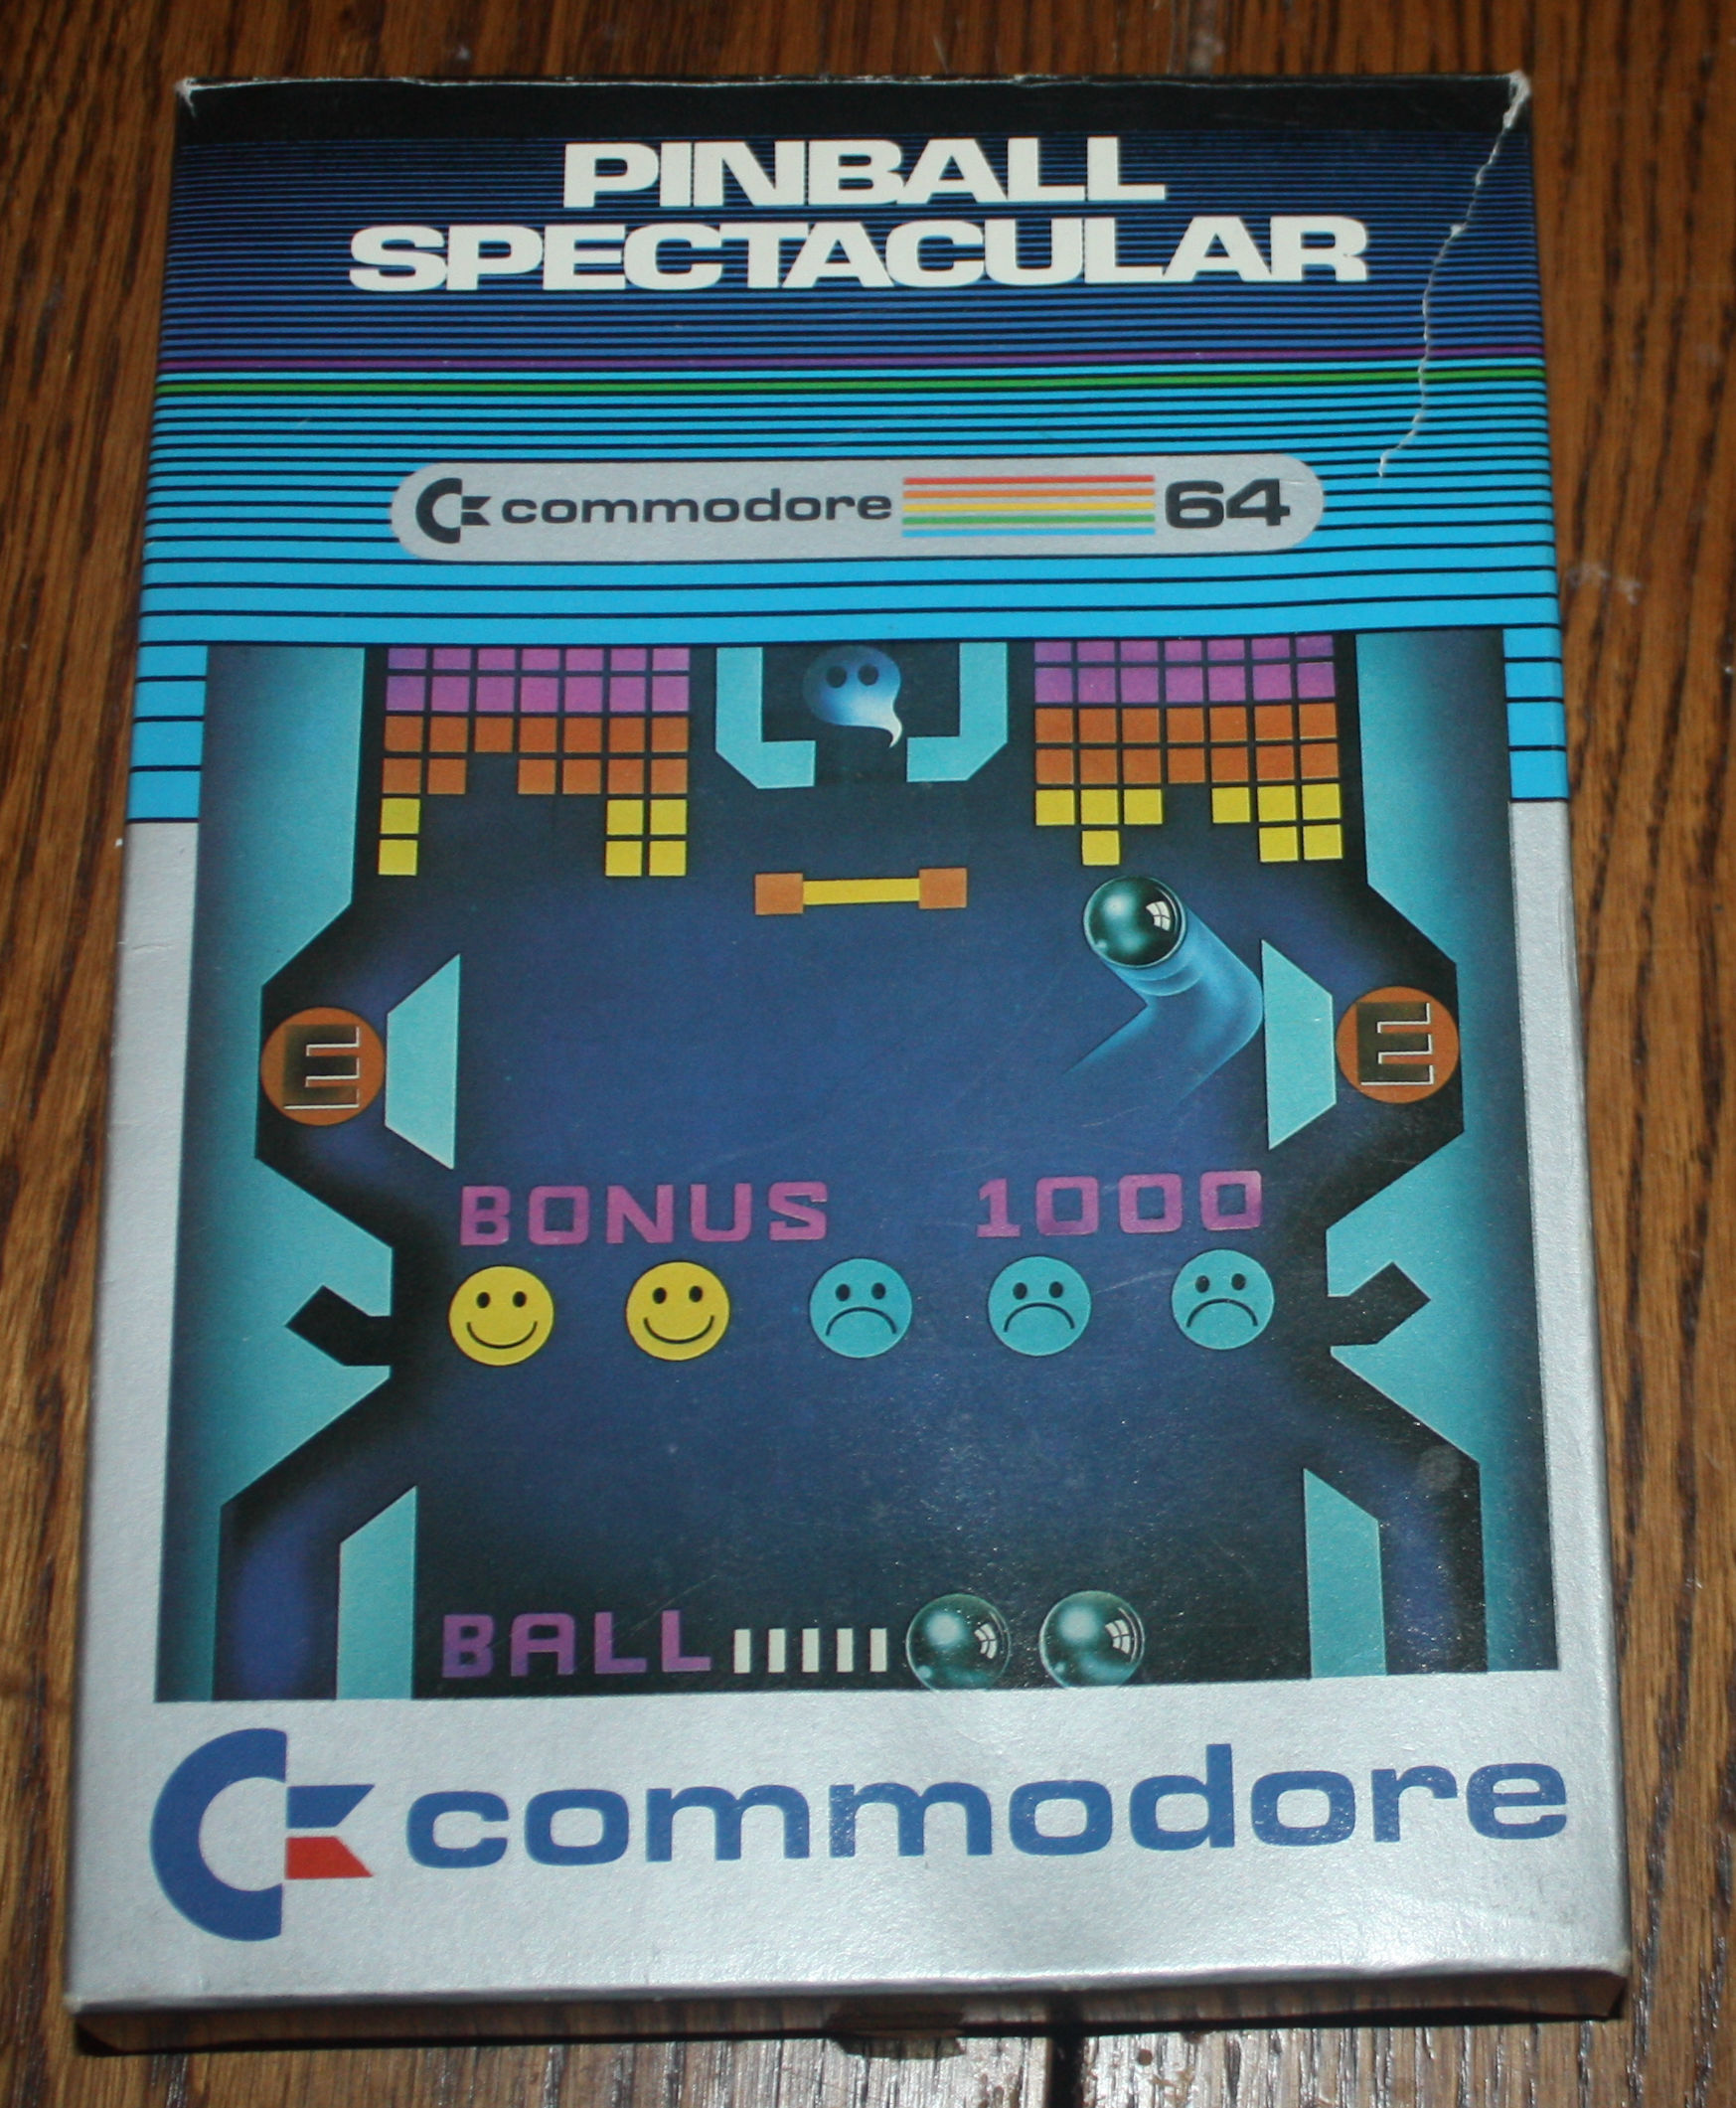 PINBALL
SPECTACULAR
commodore 64
E E
BONUS 1000
BALL
commodore